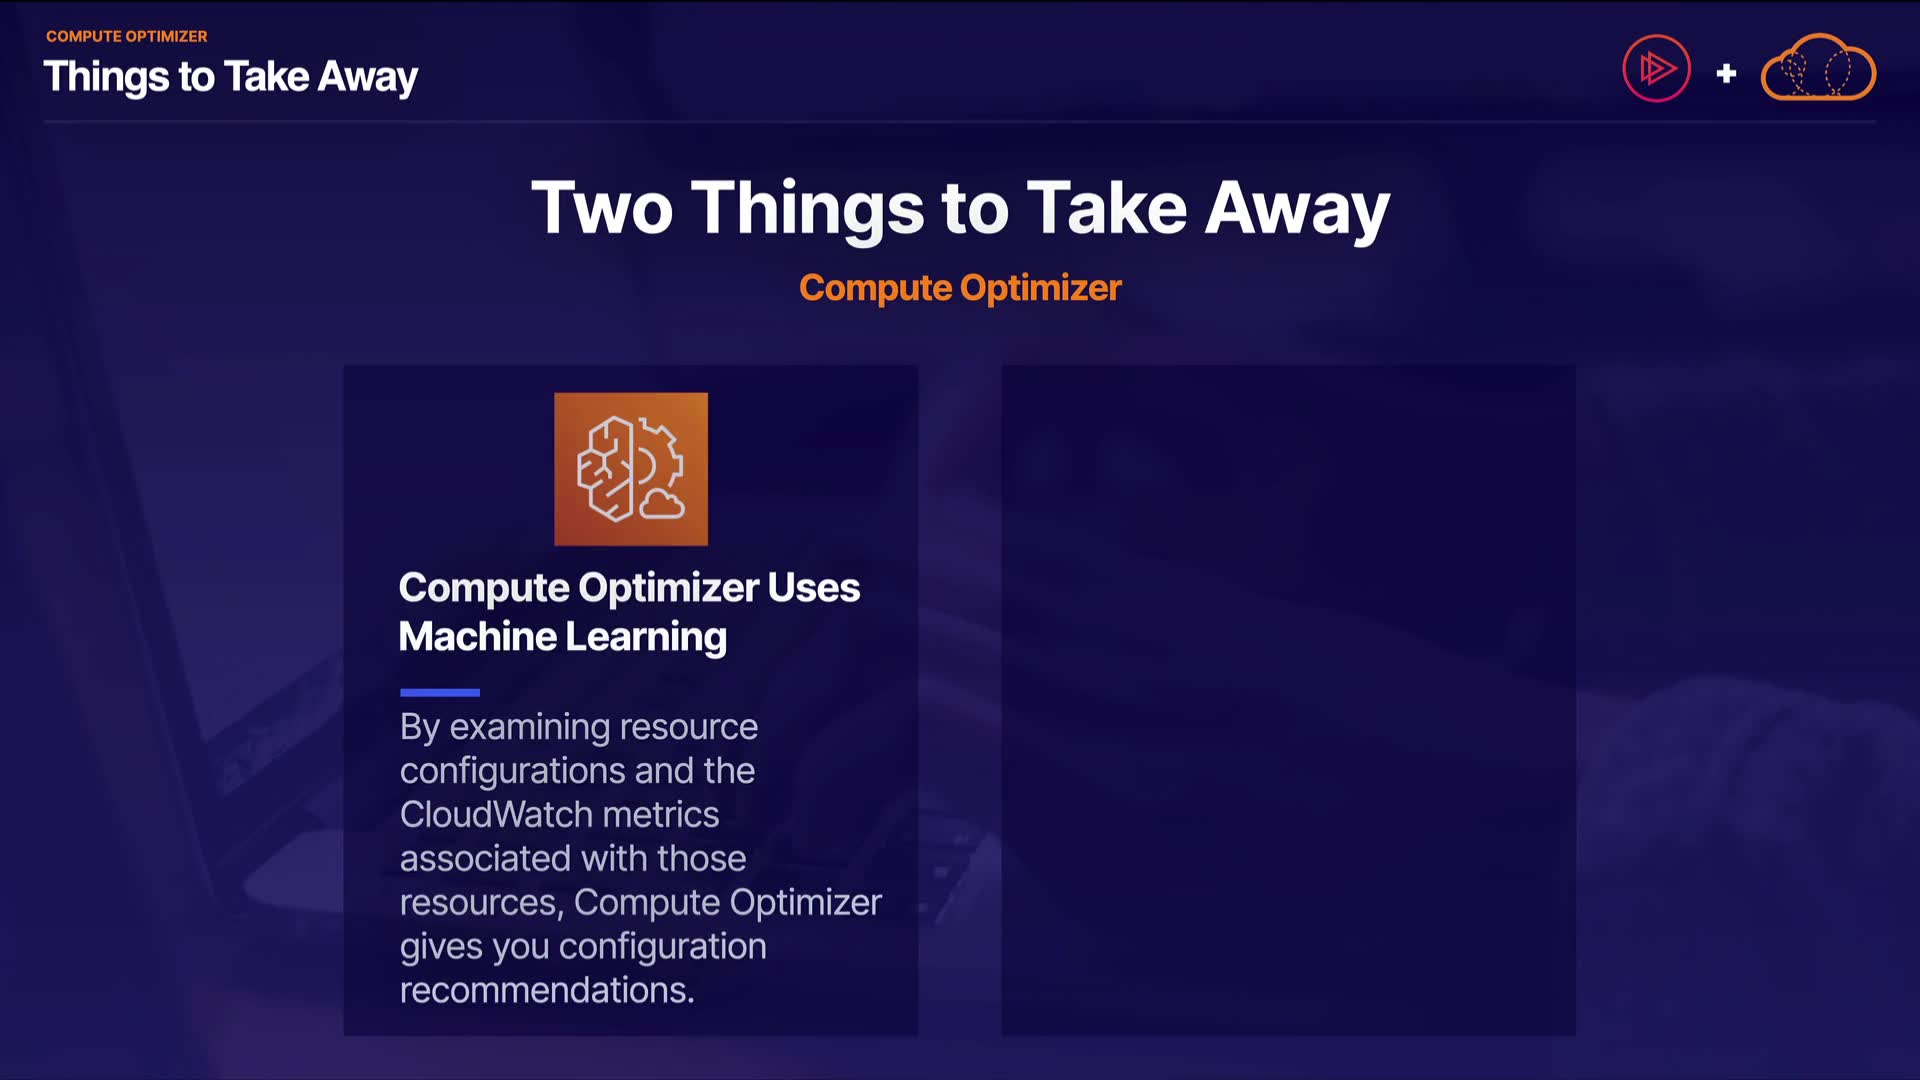 COMPUTE OPTIMIZER
Things to Take Away
Two Things to Take Away
Compute Optimizer
Compute Optimizer Uses
Machine Learning
By examining resource
configurations and the
CloudWatch metrics
associated with those
resources, Compute Optimizer
gives you configuration
recommendations.